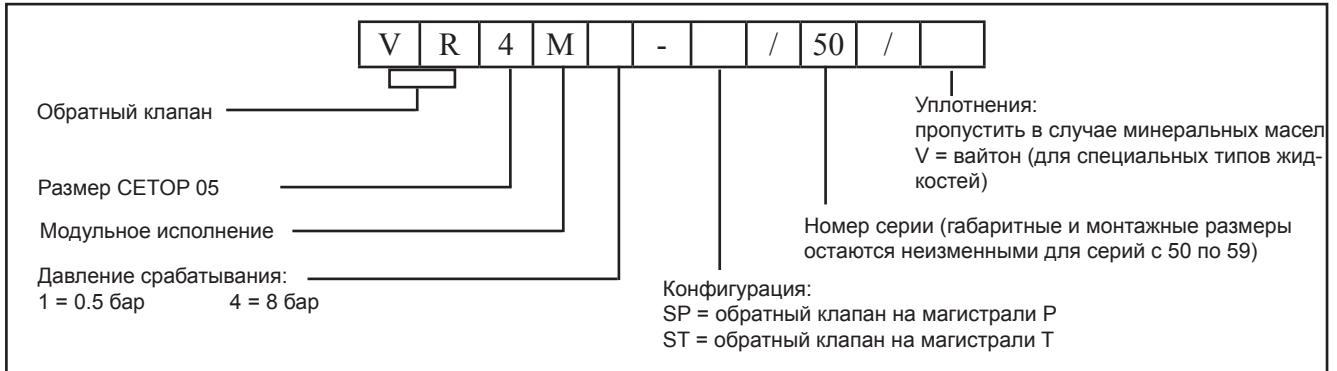 V R 4 M - / 50 /
Обратный клапан
Размер CETOP 05
Модульное исполнение
Давление срабатывания:
1 = 0.5 бар 4 = 8 бар
Уплотнения:
пропустить в случае минеральных масел
V = вайтон (для специальных типов жид-
костей)
Номер серии (габаритные и монтажные размеры
остаются неизменными для серий с 50 по 59)
Конфигурация:
SP = обратный клапан на магистрали P
ST = обратный клапан на магистрали T